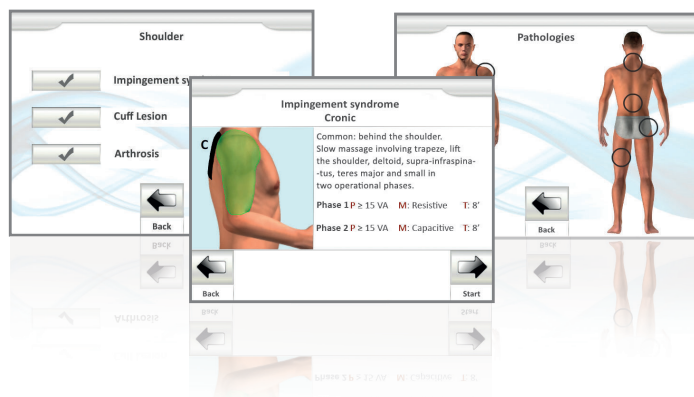 Shoulder
Impingement sy
Cuff Lesion
Arthrosis
Back
Pathologies
Back
Impingement syndrome
Cronic
C
Common: behind the shoulder.
Slow massage involving trapeze, lift
the shoulder, deltoid, supra-infraspina-
-tus, teres major and small in
two operational phases.
Phase 1 P ≥ 15 VA M: Resistive T: 8'
Phase 2 P ≥ 15 VA M: Capacitive T: 8'
Back
Start